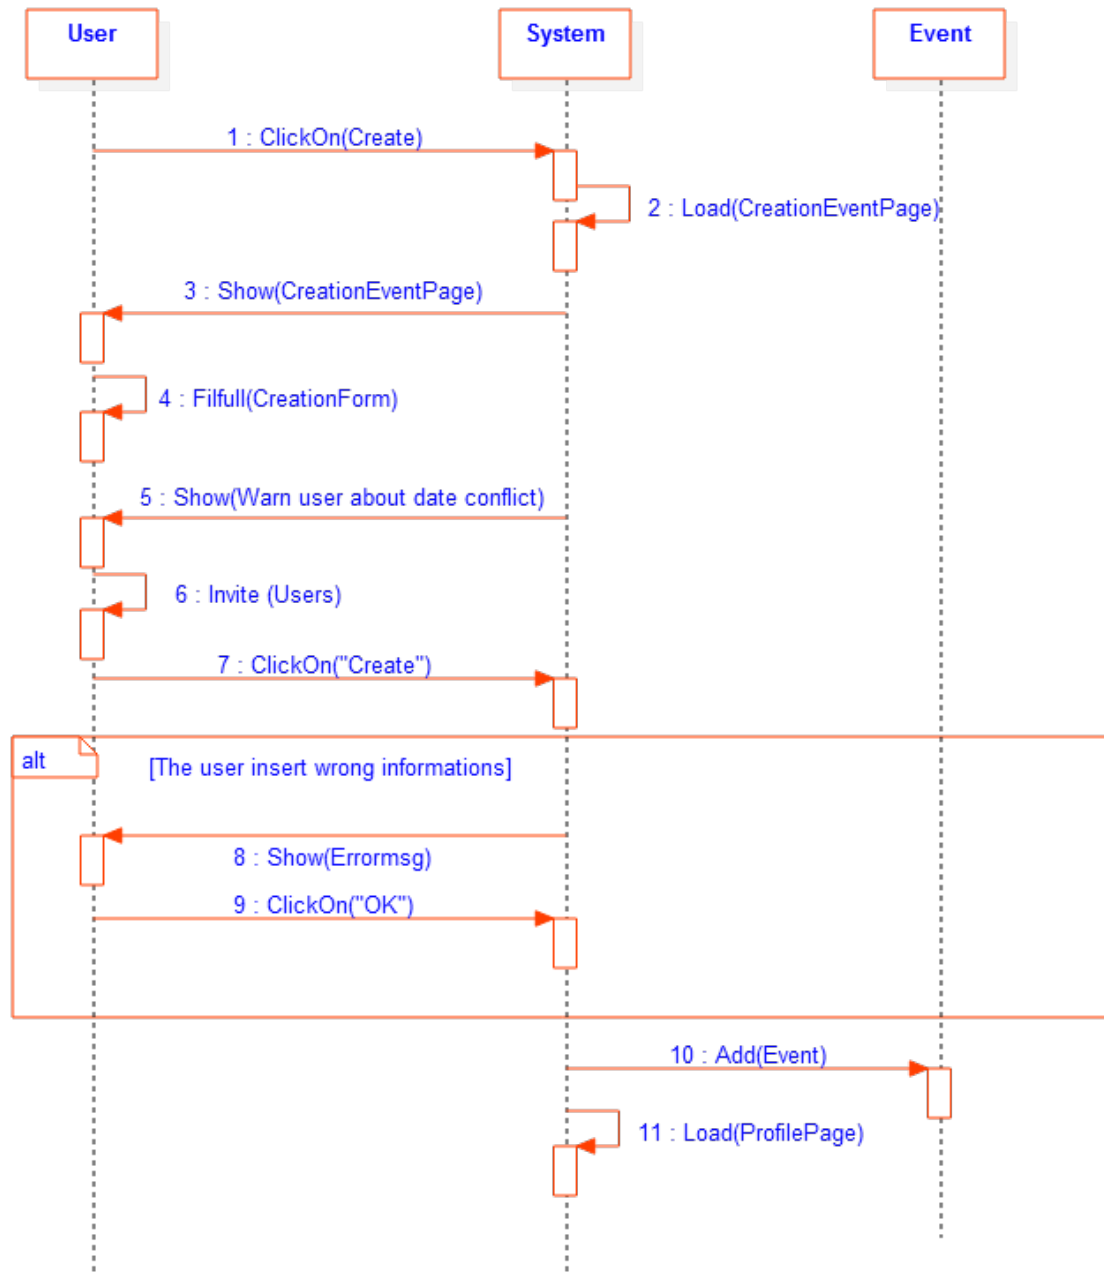 User
System
Event
1 : ClickOn(Create)
2 : Load(CreationEventPage)
3 : Show(CreationEventPage)
4 : Filfull(CreationForm)
5 : Show(Warn user about date conflict)
6 : Invite (Users)
7 : ClickOn("Create")
alt
[The user insert wrong informations]
8 : Show(Errormsg)
9 : ClickOn("OK")
10 : Add(Event)
11 : Load(ProfilePage)